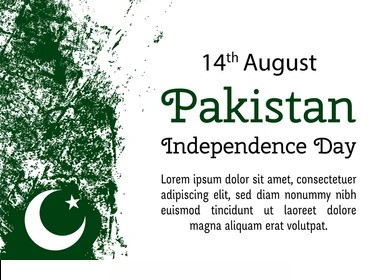 14th August
Pakistan
Independence Day
Lorem ipsum dolor sit amet, consectetuer
adipiscing elit, sed diam nonummy nibh
euismod tincidunt ut laoreet dolore
magna aliquam erat volutpat.